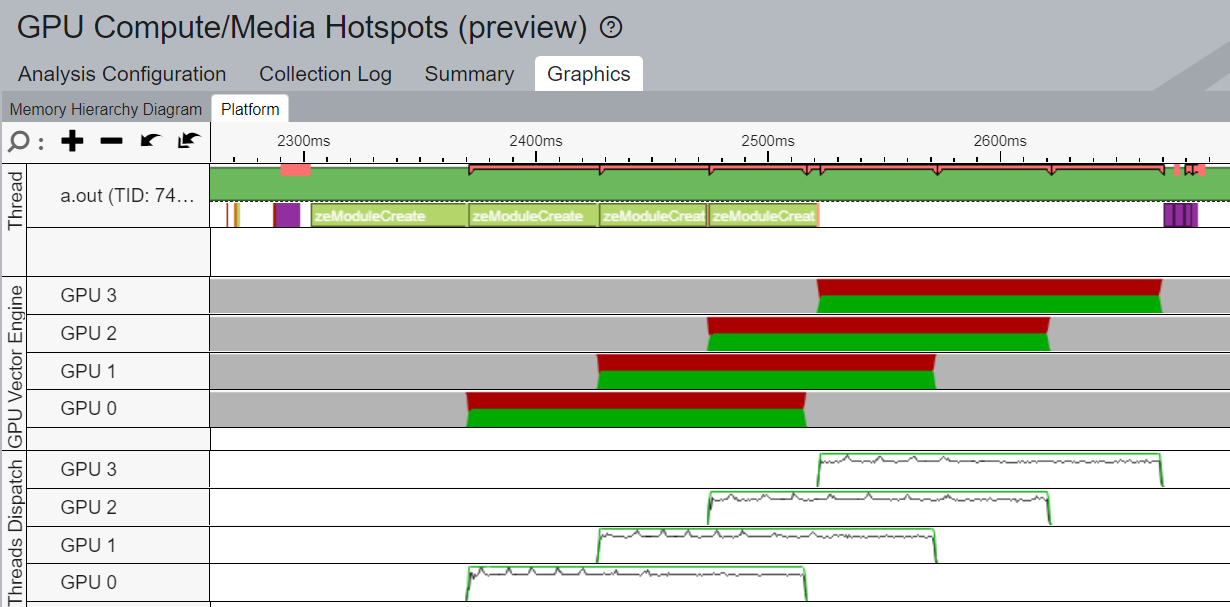 GPU Compute/Media Hotspots (preview) ?
Analysis Configuration Collection Log Summary Graphics
Memory Hierarchy Diagram Platform
: 2300ms 2400ms 2500ms 2600ms
Thread
a.out (TID: 74...
zeModuleCreate zeModuleCreate zeModuleCreat zeModuleCreat
GPU Vector Engine
GPU 3
GPU 2
GPU 1
GPU 0
Threads Dispatch
GPU 3
GPU 2
GPU 1
GPU 0